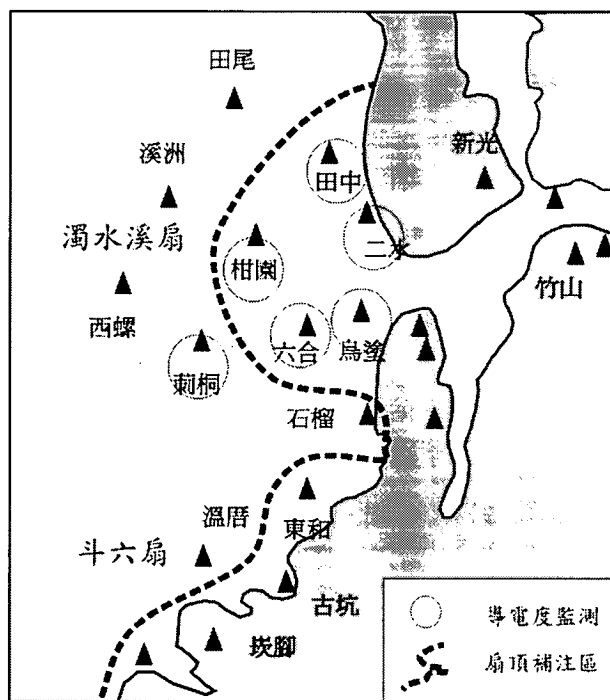 田尾
溪洲
新光
田中
濁水溪扇
二水
柑園
竹山
西螺
六合
烏塗
莿桐
石榴
溫厝
東和
斗六扇
古坑
崁腳
導電度監測
扇頂補注區